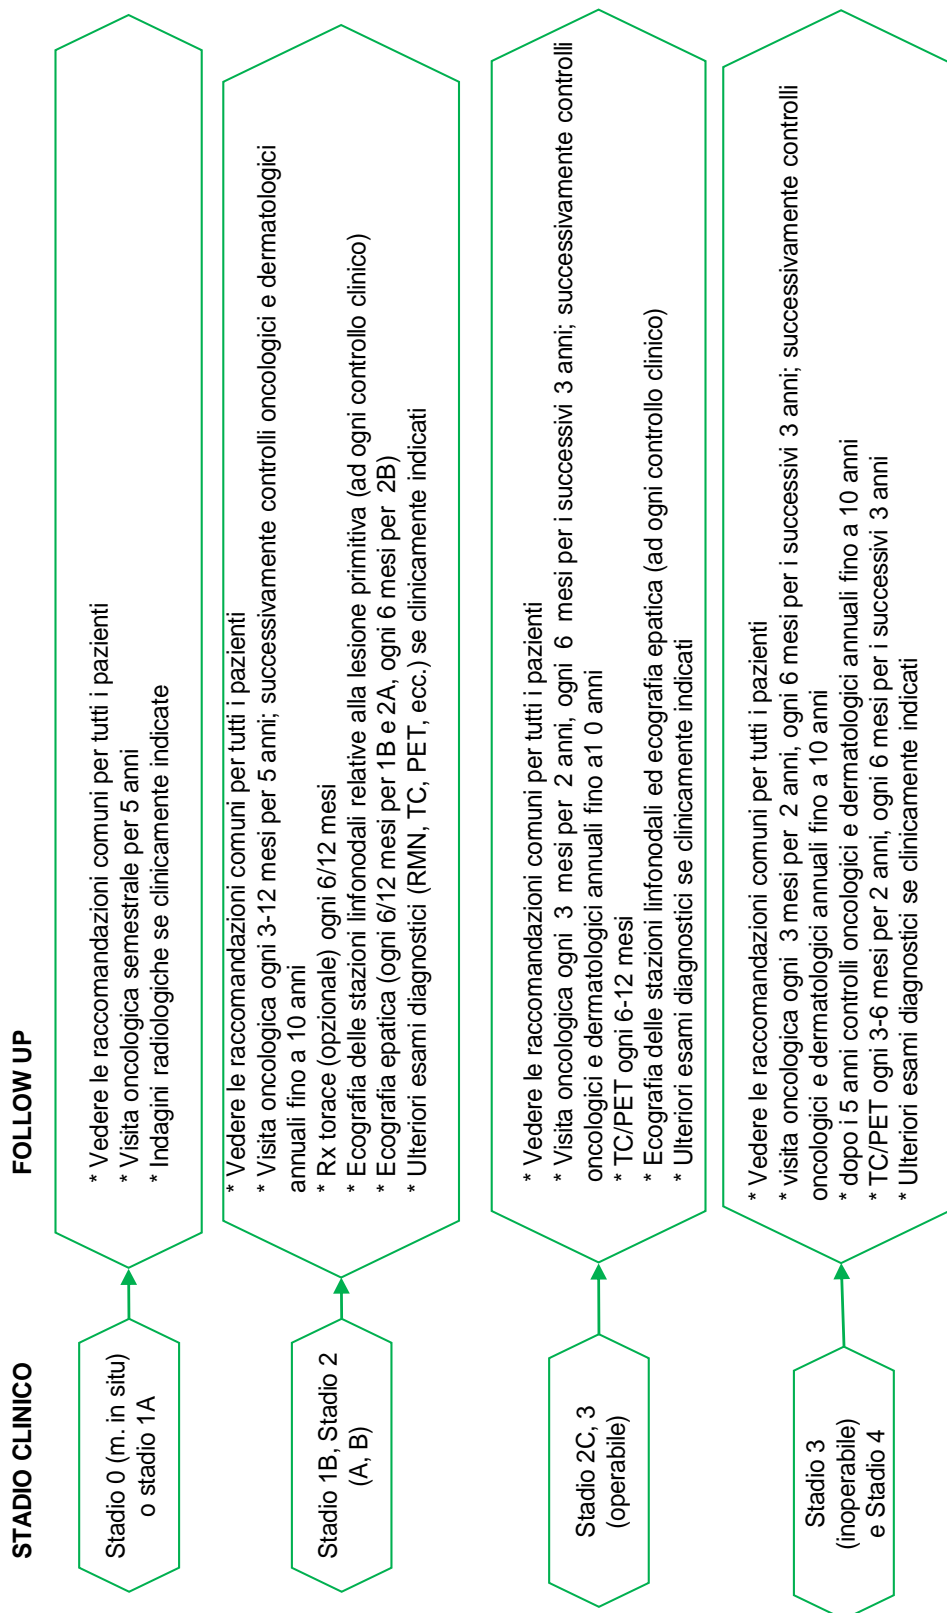 STADIO CLINICO
FOLLOW UP
Stadio 0 (m. in situ)
o stadio 1A
* Vedere le raccomandazioni comuni per tutti i pazienti
* Visita oncologica semestrale per 5 anni
* Indagini radiologiche se clinicamente indicate
Stadio 1B, Stadio 2
(A, B)
* Vedere le raccomandazioni comuni per tutti i pazienti
* Visita oncologica ogni 3-12 mesi per 5 anni; successivamente controlli oncologici e dermatologici
annuali fino a 10 anni
* Rx torace (opzionale) ogni 6/12 mesi
* Ecografia delle stazioni linfonodali relative alla lesione primitiva (ad ogni controllo clinico)
* Ecografia epatica (ogni 6/12 mesi per 1B e 2A, ogni 6 mesi per 2B)
* Ulteriori esami diagnostici (RMN, TC, PET, ecc.) se clinicamente indicati
Stadio 2C, 3
(operabile)
* Vedere le raccomandazioni comuni per tutti i pazienti
* Visita oncologica ogni 3 mesi per 2 anni, ogni 6 mesi per i successivi 3 anni; successivamente controlli
oncologici e dermatologici annuali fino a1 0 anni
* TC/PET ogni 6-12 mesi
* Ecografia delle stazioni linfonodali ed ecografia epatica (ad ogni controllo clinico)
* Ulteriori esami diagnostici se clinicamente indicati
Stadio 3
(inoperabile)
e Stadio 4
* Vedere le raccomandazioni comuni per tutti i pazienti
* visita oncologica ogni 3 mesi per 2 anni, ogni 6 mesi per i successivi 3 anni; successivamente controlli
oncologici e dermatologici annuali fino a 10 anni
* dopo i 5 anni controlli oncologici e dermatologici annuali fino a 10 anni
* TC/PET ogni 3-6 mesi per 2 anni, ogni 6 mesi per i successivi 3 anni
* Ulteriori esami diagnostici se clinicamente indicati